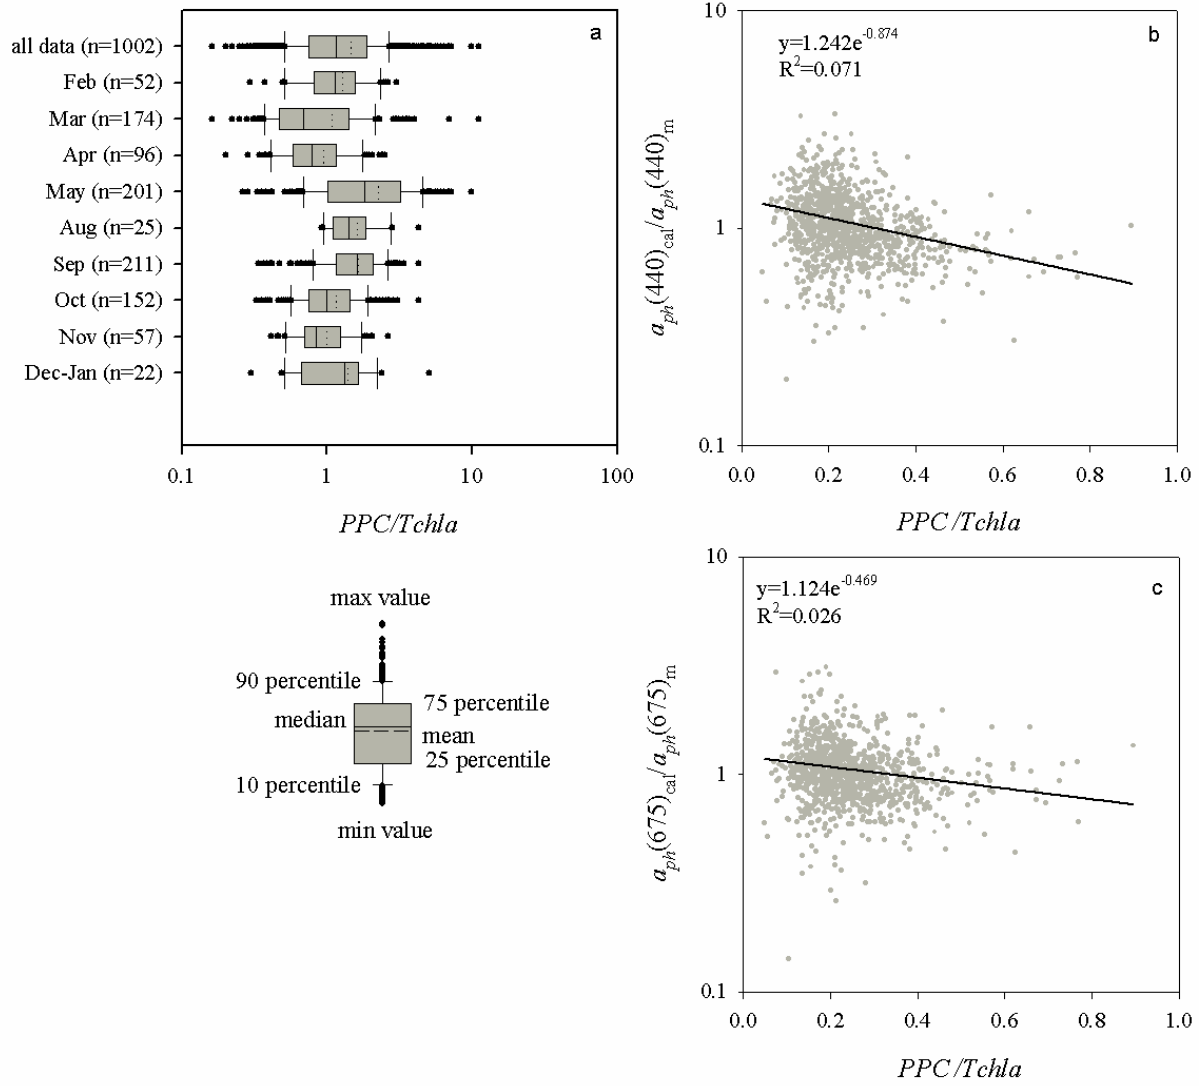 a
all data (n=1002)
Feb (n=52)
Mar (n=174)
Apr (n=96)
May (n=201)
Aug (n=25)
Sep (n=211)
Oct (n=152)
Nov (n=57)
Dec-Jan (n=22)
0.1 1 10 100
PPC/Tchla
b
y=1.242e^-0.874
R^2=0.071
10
1
0.1
a_ph(440)_cal/a_ph(440)_m
0.0 0.2 0.4 0.6 0.8 1.0
PPC/Tchla
max value
90 percentile
75 percentile
median
mean
25 percentile
10 percentile
min value
c
y=1.124e^-0.469
R^2=0.026
10
1
0.1
a_ph(675)_cal/a_ph(675)_m
0.0 0.2 0.4 0.6 0.8 1.0
PPC/Tchla